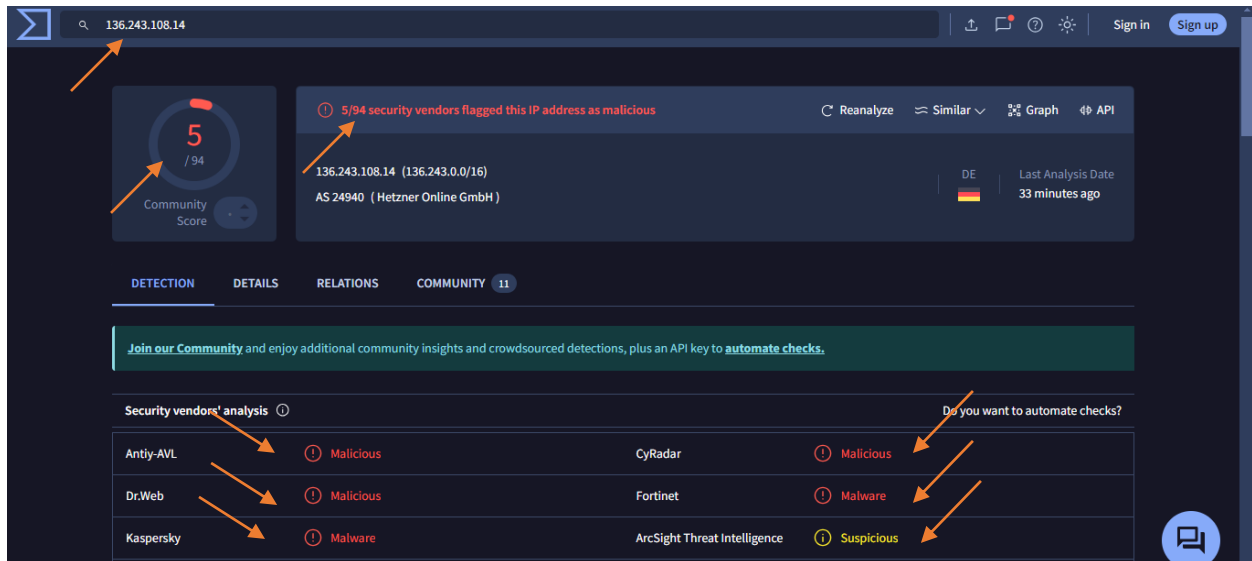 136.243.108.14
Sign in
Sign up
5/94 security vendors flagged this IP address as malicious
Reanalyze
Similar
Graph
API
5
/ 94
Community
Score
136.243.108.14 (136.243.0.0/16)
AS 24940 ( Hetzner Online GmbH )
DE
Last Analysis Date
33 minutes ago
DETECTION DETAILS RELATIONS COMMUNITY 11
Join our Community and enjoy additional community insights and crowdsourced detections, plus an API key to automate checks.
Security vendors' analysis
Do you want to automate checks?
Antiy-AVL Malicious CyRadar Malicious
Dr.Web Malicious Fortinet Malware
Kaspersky Malware ArcSight Threat Intelligence Suspicious